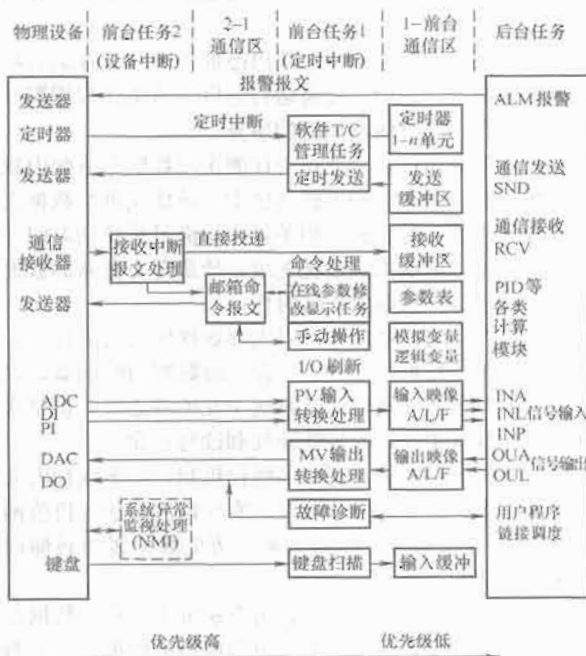 物理设备 前台任务2 2-1 前台任务1 1-前台 后台任务
(设备中断) 通信区 (定时中断) 通信区
报警报文
发送器 ALM 报警
定时器 定时中断 软件T/C 定时器
管理任务 1-n单元
发送器 定时发送 发送 通信发送
缓冲区 SND
通信 接收中断 直接投递 接收 通信接收
接收器 报文处理 缓冲区 RCV
命令处理
发送器 邮箱命 在线参数修 参数表 PID等
令报文 改显示任务 各类
手动操作 模拟变量 计算
逻辑变量 模块
I/O 刷新
ADC PV输入 输入映像 INA
DI 转换处理 A/L/F INL 信号输入
PI INP
DAC MV输出 输出映像 OUA 信号输出
DO 转换处理 A/L/F OUL
系统异常 故障诊断 用户程序
监视处理 链接调度
(NMI)
键盘 键盘扫描 输入缓冲
优先级高 优先级低